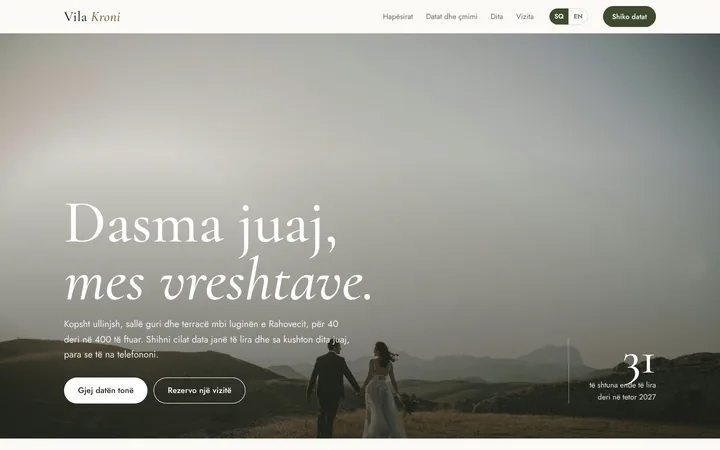 Vila Kroni
Hapësirat
Datat dhe çmimi
Dita
Vizita
SQ
EN
Shiko datat
Dasma juaj,
mes vreshtave.
Kopsht ullinjsh, sallë guri dhe terracë mbi luginën e Rahovecit, për 40
deri në 400 të ftuar. Shihni cilat data janë të lira dhe sa kushton dita juaj,
para se të na telefononi.
Gjej datën tonë
Rezervo një vizitë
31
të shtuna ende të lira
deri në tetor 2027